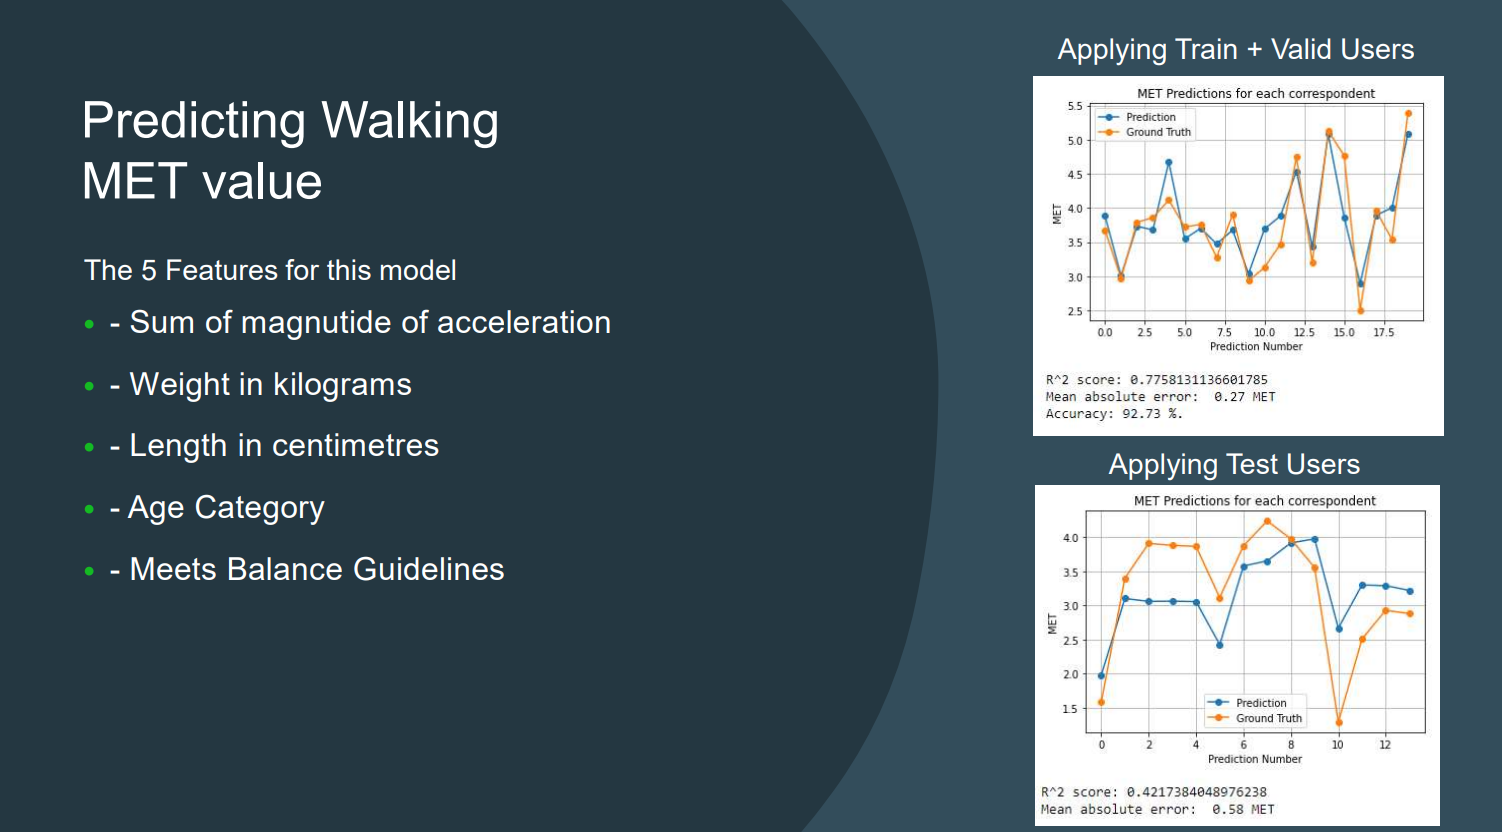 Predicting Walking
MET value
The 5 Features for this model
- Sum of magnutide of acceleration
- Weight in kilograms
- Length in centimetres
- Age Category
- Meets Balance Guidelines
Applying Train + Valid Users
MET Predictions for each correspondent
Prediction
Ground Truth
5.5
5.0
4.5
4.0
3.5
3.0
2.5
MET
0.0 2.5 5.0 7.5 10.0 12.5 15.0 17.5
Prediction Number
R^2 score: 0.7758131136601785
Mean absolute error:  0.27 MET
Accuracy: 92.73 %.
Applying Test Users
MET Predictions for each correspondent
4.0
3.5
3.0
2.5
2.0
1.5
MET
Prediction
Ground Truth
0 2 4 6 8 10 12
Prediction Number
R^2 score: 0.4217384048976238
Mean absolute error:  0.58 MET